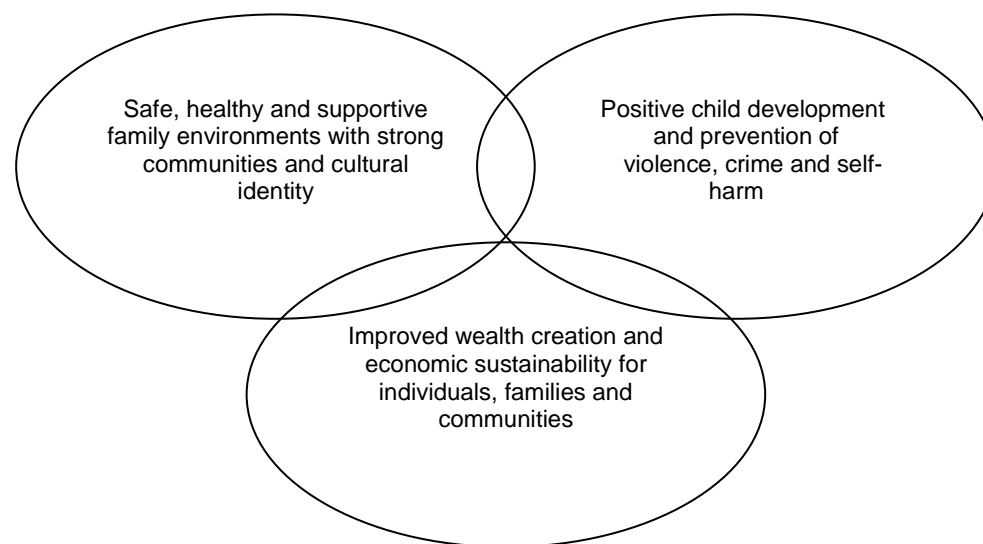 Safe, healthy and supportive
family environments with strong
communities and cultural
identity
Positive child development
and prevention of
violence, crime and self-
harm
Improved wealth creation and
economic sustainability for
individuals, families and
communities